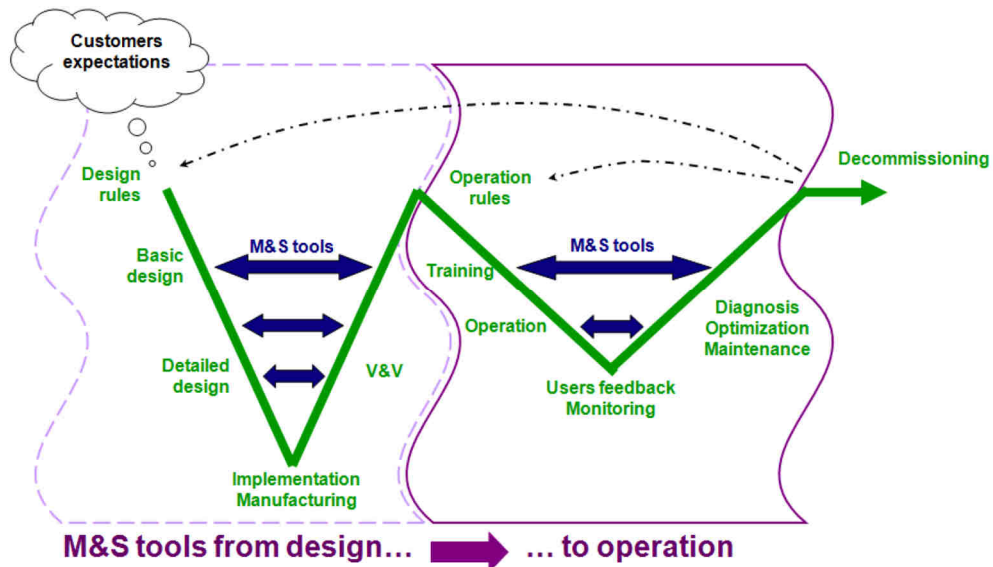 Customers
expectations
Design
rules
Basic
design
Detailed
design
Implementation
Manufacturing
V&V
M&S tools
Operation
rules
Training
Operation
M&S tools
Users feedback
Monitoring
Diagnosis
Optimization
Maintenance
Decommissioning
M&S tools from design… … to operation